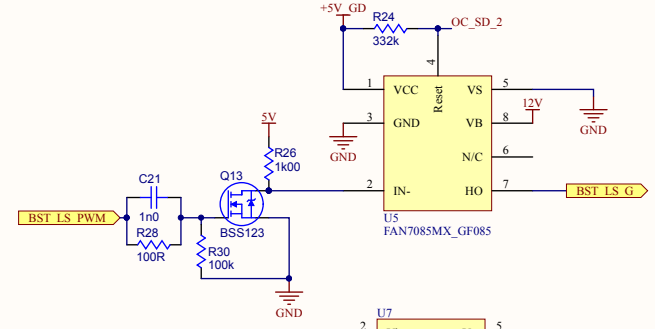 +5V_GD
R24
332k
OC_SD_2
4
Reset
1
VCC
VS
5
12V
3
GND
VB
8
GND
GND
5V
N/C
6
R26
1k00
2
IN-
HO
7
BST_LS_G
U5
FAN7085MX_GF085
C21
1n0
Q13
BST_LS_PWM
R28
100R
BSS123
R30
100k
GND
U7
2
5